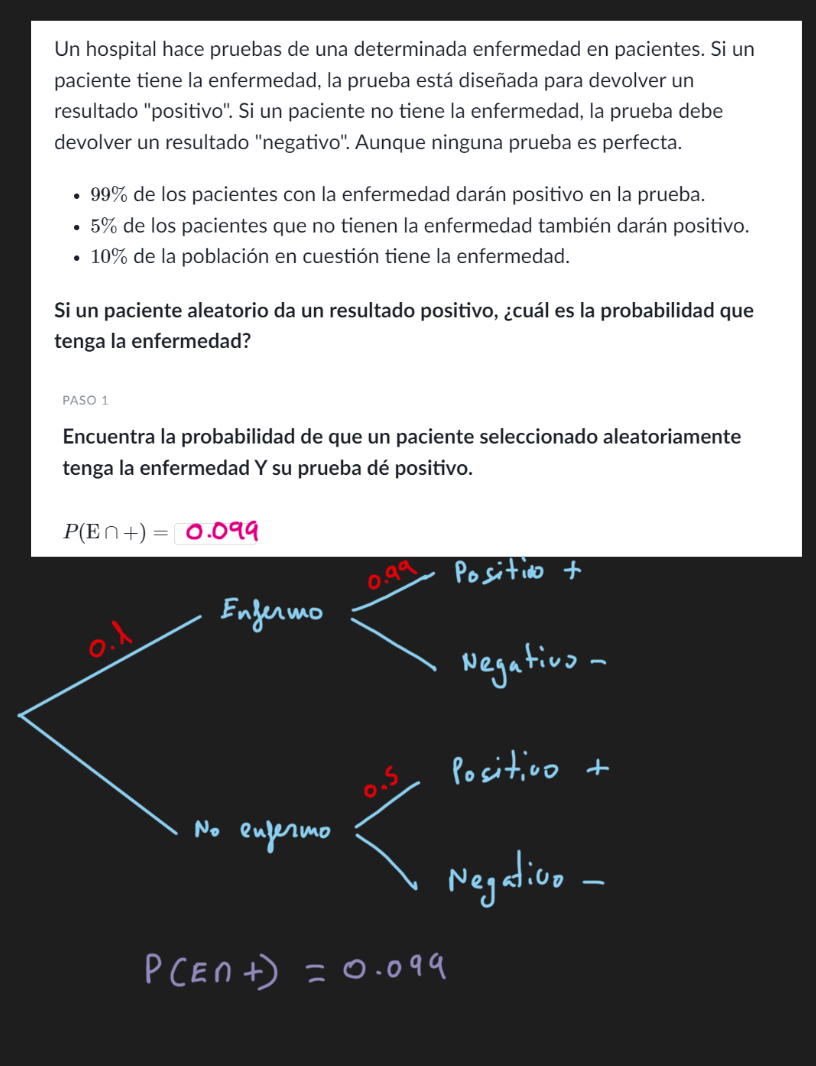 Un hospital hace pruebas de una determinada enfermedad en pacientes. Si un
paciente tiene la enfermedad, la prueba está diseñada para devolver un
resultado "positivo". Si un paciente no tiene la enfermedad, la prueba debe
devolver un resultado "negativo". Aunque ninguna prueba es perfecta.
• 99% de los pacientes con la enfermedad darán positivo en la prueba.
• 5% de los pacientes que no tienen la enfermedad también darán positivo.
• 10% de la población en cuestión tiene la enfermedad.
Si un paciente aleatorio da un resultado positivo, ¿cuál es la probabilidad que
tenga la enfermedad?
PASO 1
Encuentra la probabilidad de que un paciente seleccionado aleatoriamente
tenga la enfermedad Y su prueba dé positivo.
P(E ∩ +) = 0.099
0.99 Positivo +
0.1 Enfermo
Negativo -
0.5 Positivo +
No enfermo
Negativo -
P(E∩+) = 0.099